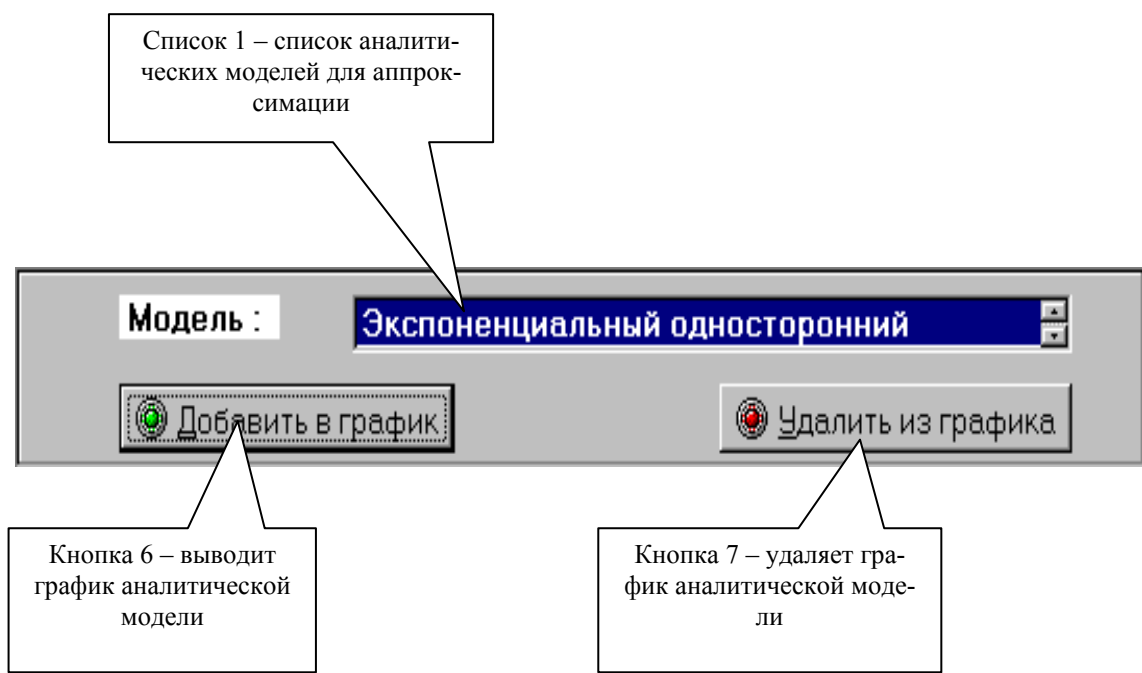 Список 1 – список аналити-
ческих моделей для аппрок-
симации
Модель :
Экспоненциальный односторонний
Добавить в график
Удалить из графика
Кнопка 6 – выводит
график аналитической
модели
Кнопка 7 – удаляет гра-
фик аналитической моде-
ли